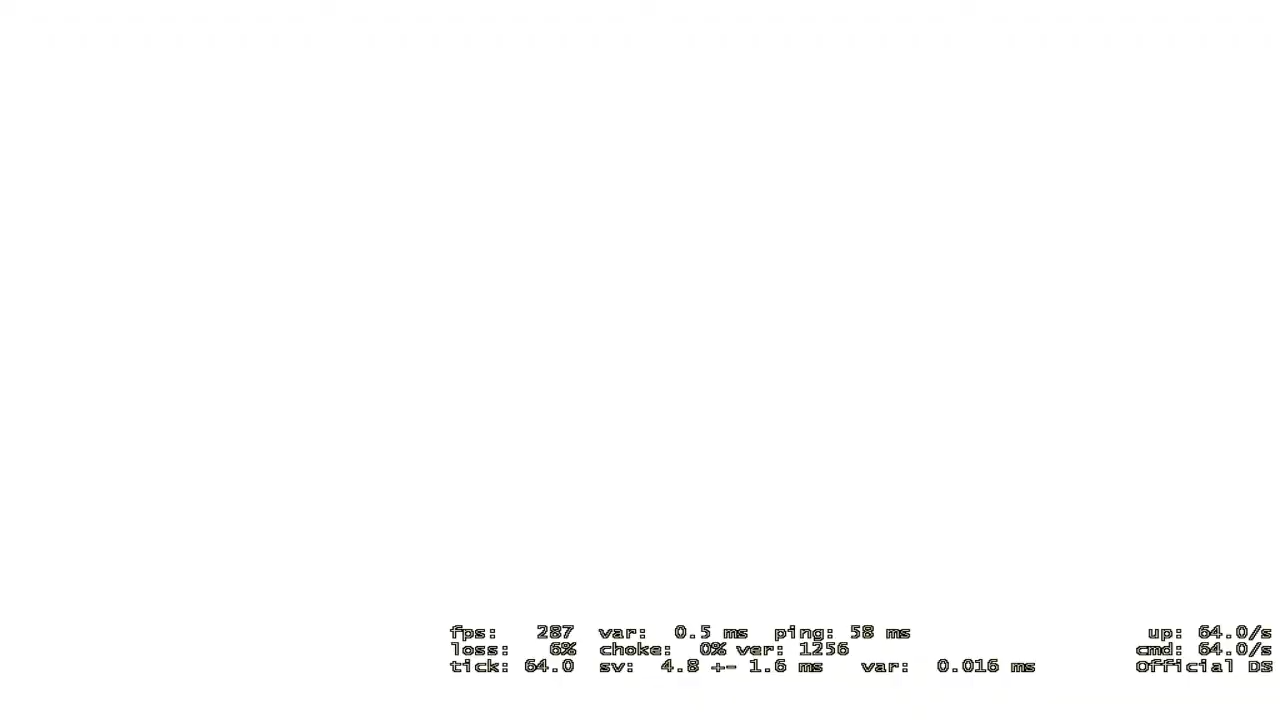 fps: 287 var: 0.5 ms ping: 58 ms up: 64.0/s
loss: 6% choke: 0% ver: 1256 cmd: 64.0/s
tick: 64.0 sv: 4.8 +- 1.6 ms var: 0.016 ms Official DS